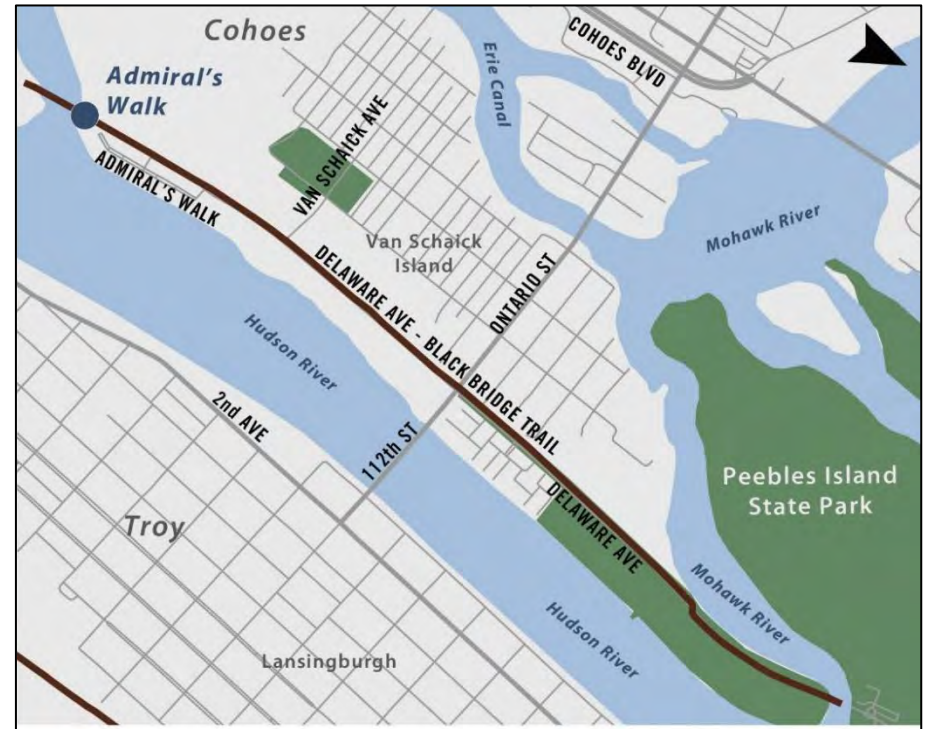 Cohoes
COHOES BLVD
Admiral's
Walk
Erie Canal
VAN SCHAICK AVE
ADMIRAL'S WALK
Mohawk River
Van Schaick
Island
ONTARIO ST
DELAWARE AVE - BLACK BRIDGE TRAIL
Hudson River
2nd AVE
112th ST
Peebles Island
State Park
DELAWARE AVE
Troy
Mohawk River
Hudson River
Lansingburgh